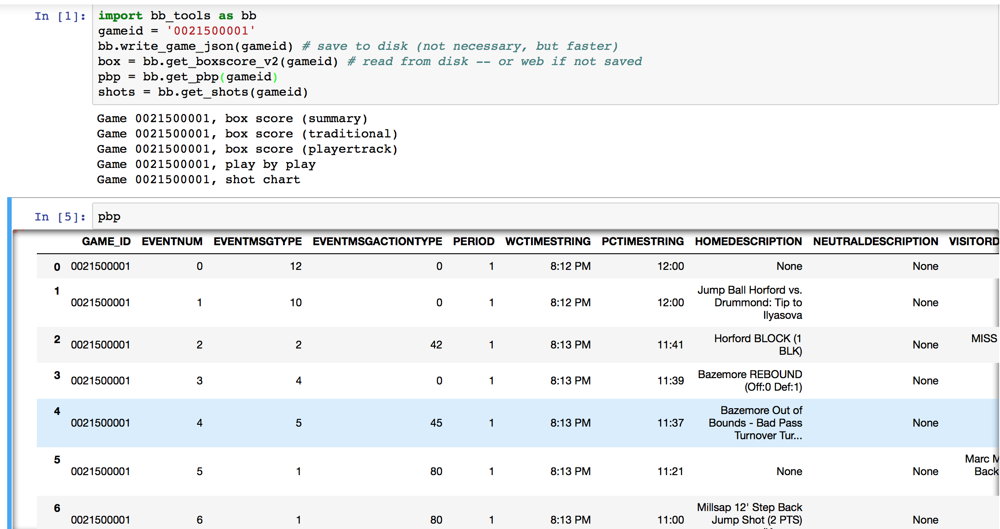 In [1]:
import bb_tools as bb
gameid = '0021500001'
bb.write_game_json(gameid) # save to disk (not necessary, but faster)
box = bb.get_boxscore_v2(gameid) # read from disk -- or web if not saved
pbp = bb.get_pbp(gameid)
shots = bb.get_shots(gameid)
Game 0021500001, box score (summary)
Game 0021500001, box score (traditional)
Game 0021500001, box score (playertrack)
Game 0021500001, play by play
Game 0021500001, shot chart
In [5]: pbp
GAME_ID EVENTNUM EVENTMSGTYPE EVENTMSGACTIONTYPE PERIOD WCTIMESTRING PCTIMESTRING HOMEDESCRIPTION NEUTRALDESCRIPTION VISITORD
0 0021500001 0 12 0 1 8:12 PM 12:00 None None
Jump Ball Horford vs.
1 0021500001 1 10 0 1 8:12 PM 12:00 Drummond: Tip to None
Ilyasova
2 0021500001 2 2 42 1 8:13 PM 11:41 Horford BLOCK (1 None MISS
BLK)
3 0021500001 3 4 0 1 8:13 PM 11:39 Bazemore REBOUND None
(Off:0 Def:1)
Bazemore Out of
4 0021500001 4 5 45 1 8:13 PM 11:37 Bounds - Bad Pass None
Turnover Tur...
5 0021500001 5 1 80 1 8:13 PM 11:21 None None Marc
Back
Millsap 12' Step Back
6 0021500001 6 1 80 1 8:13 PM 11:00 Jump Shot (2 PTS) None